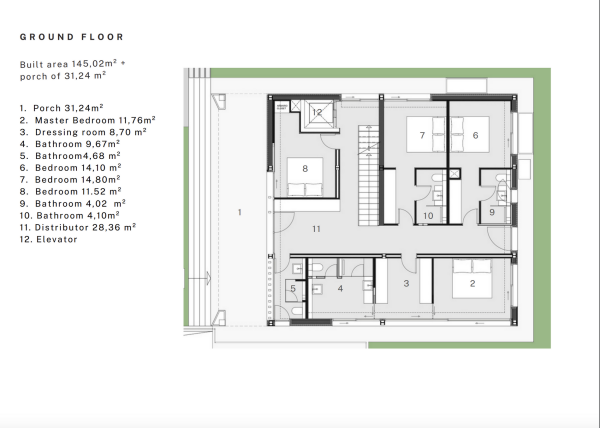 GROUND FLOOR
Built area 145,02m² +
porch of 31,24 m²
1. Porch 31,24m²
2. Master Bedroom 11,76m²
3. Dressing room 8,70 m²
4. Bathroom 9,67m²
5. Bathroom4,68 m²
6. Bedroom 14,10 m²
7. Bedroom 14,80m²
8. Bedroom 11.52 m²
9. Bathroom 4,02 m²
10. Bathroom 4,10m²
11. Distributor 28,36 m²
12. Elevator
12
7
6
8
1
10
9
11
5
4
3
2